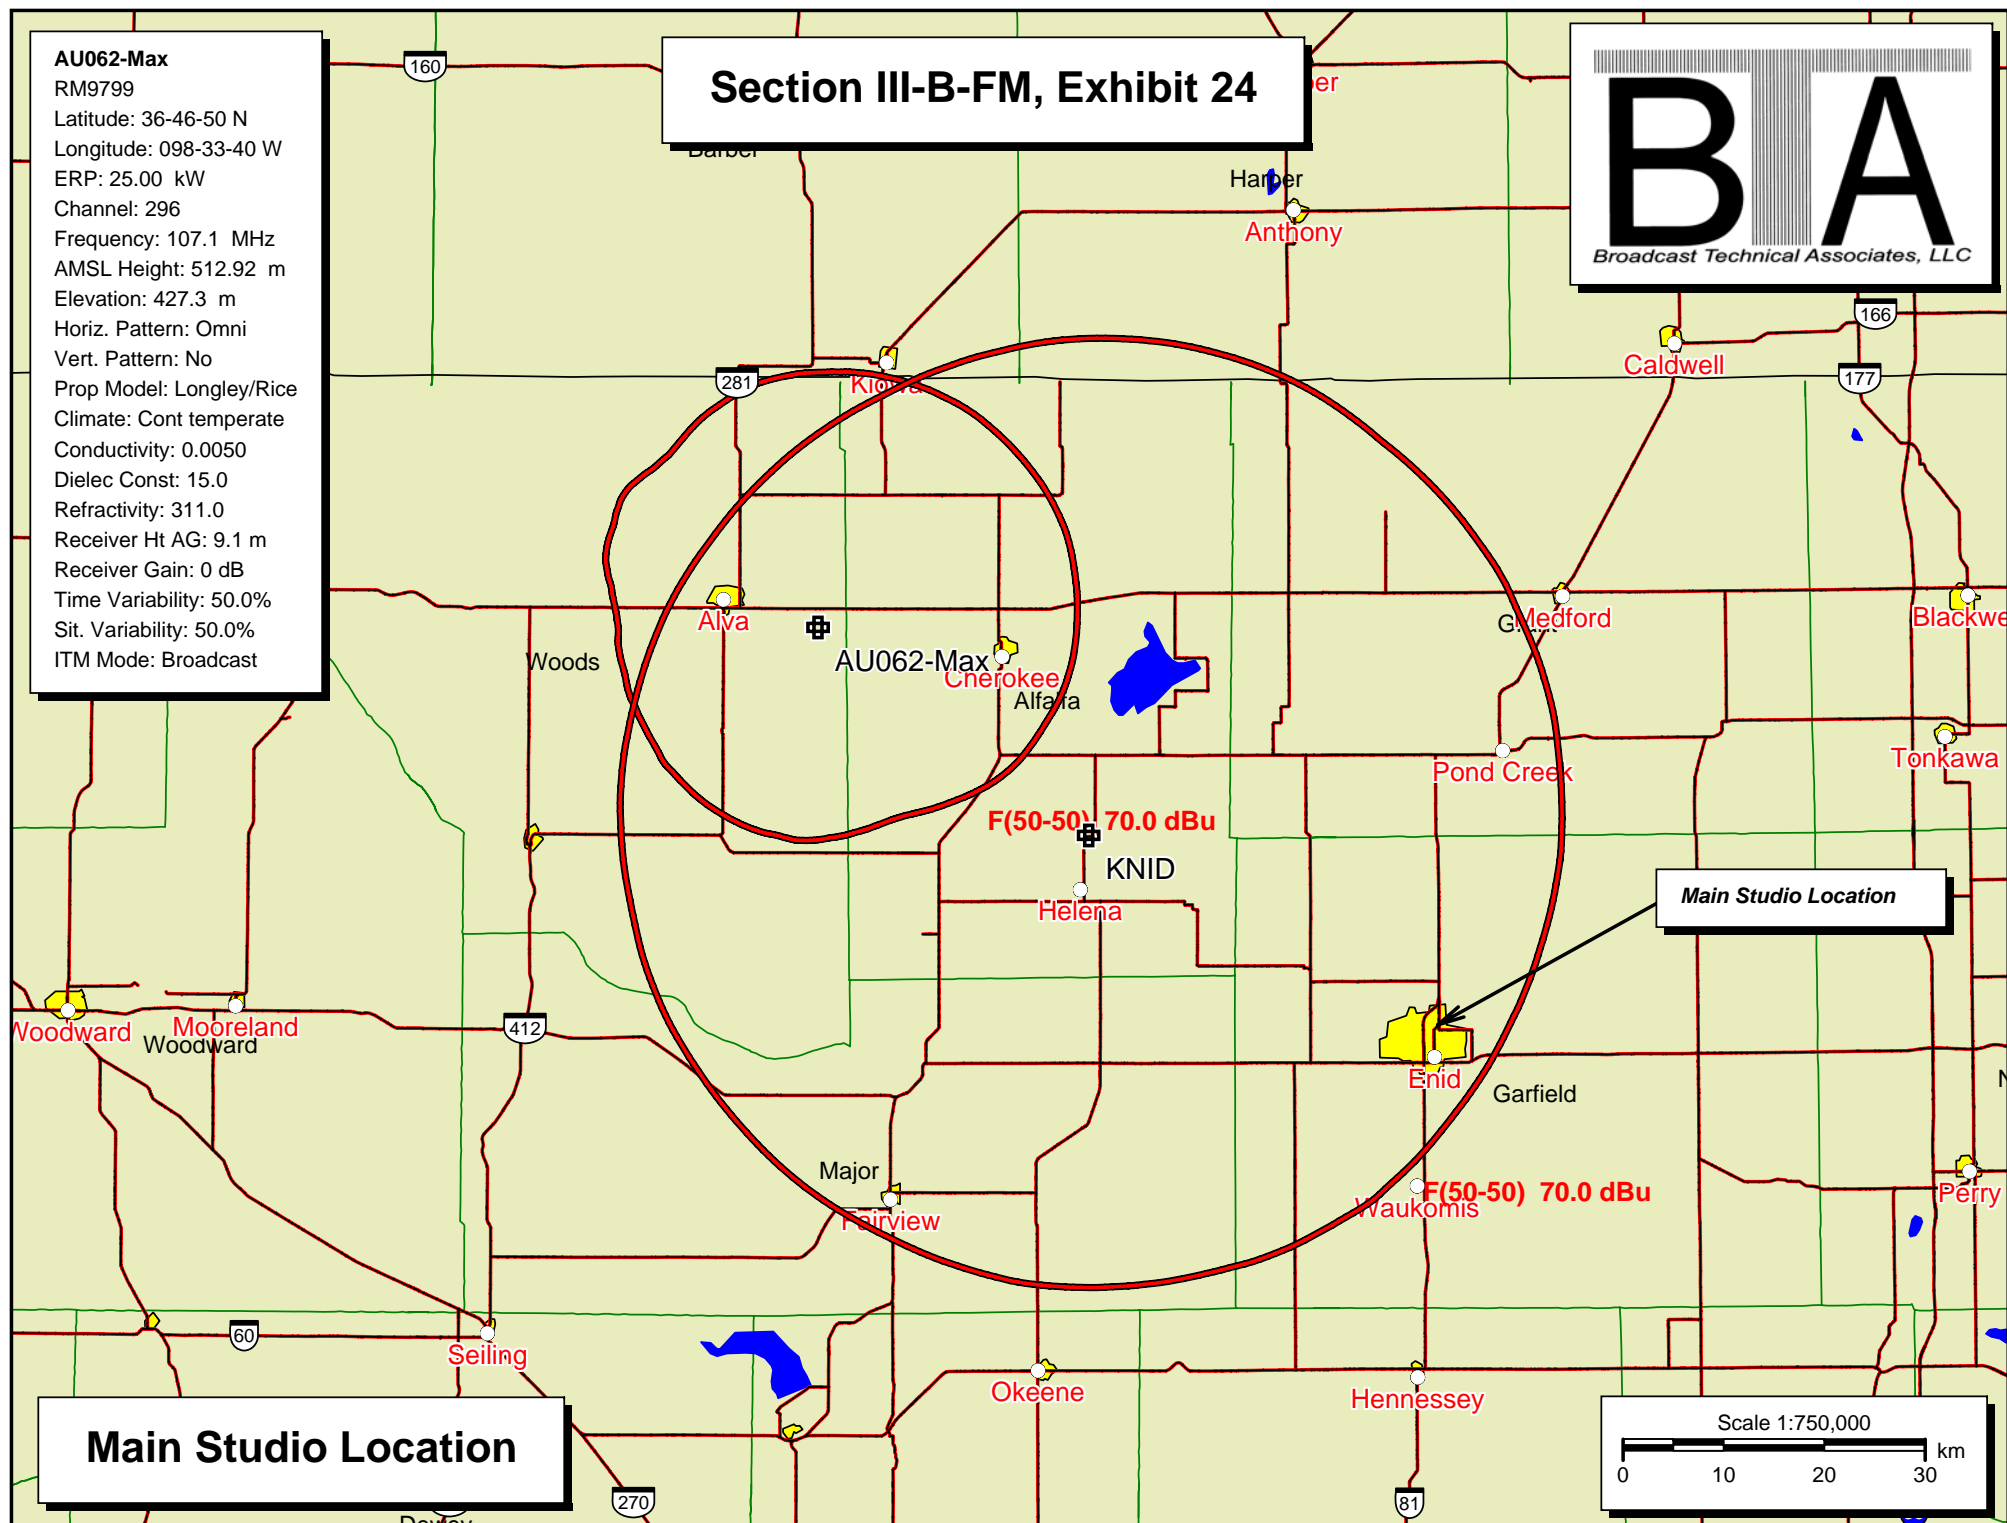 AU062-Max
RM9799
Latitude: 36-46-50 N
Longitude: 098-33-40 W
ERP: 25.00 kW
Channel: 296
Frequency: 107.1 MHz
AMSL Height: 512.92 m
Elevation: 427.3 m
Horiz. Pattern: Omni
Vert. Pattern: No
Prop Model: Longley/Rice
Climate: Cont temperate
Conductivity: 0.0050
Dielec Const: 15.0
Refractivity: 311.0
Receiver Ht AG: 9.1 m
Receiver Gain: 0 dB
Time Variability: 50.0%
Sit. Variability: 50.0%
ITM Mode: Broadcast
160
Section III-B-FM, Exhibit 24
BTA
Broadcast Technical Associates, LLC
Barber
Harper
Anthony
166
Caldwell
177
281
Kiowa
Alva
Woods
AU062-Max
Cherokee
Alfalfa
Grant
Medford
Blackwe
Pond Creek
Tonkawa
F(50-50) 70.0 dBu
KNID
Helena
Main Studio Location
Woodward
Mooreland
Woodward
412
Enid
Garfield
N
Major
Fairview
F(50-50) 70.0 dBu
Waukomis
Perry
60
Seiling
Okeene
Hennessey
Main Studio Location
270
81
Scale 1:750,000
km
0 10 20 30